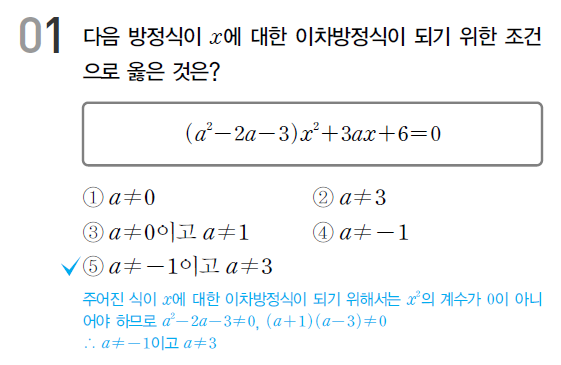 01 다음 방정식이 x에 대한 이차방정식이 되기 위한 조건
으로 옳은 것은?
(a²-2a-3)x²+3ax+6=0
① a≠0 ② a≠3
③ a≠0이고 a≠1 ④ a≠-1
⑤ a≠-1이고 a≠3
주어진 식이 x에 대한 이차방정식이 되기 위해서는 x²의 계수가 0이 아니
어야 하므로 a²-2a-3≠0, (a+1)(a-3)≠0
∴ a≠-1이고 a≠3